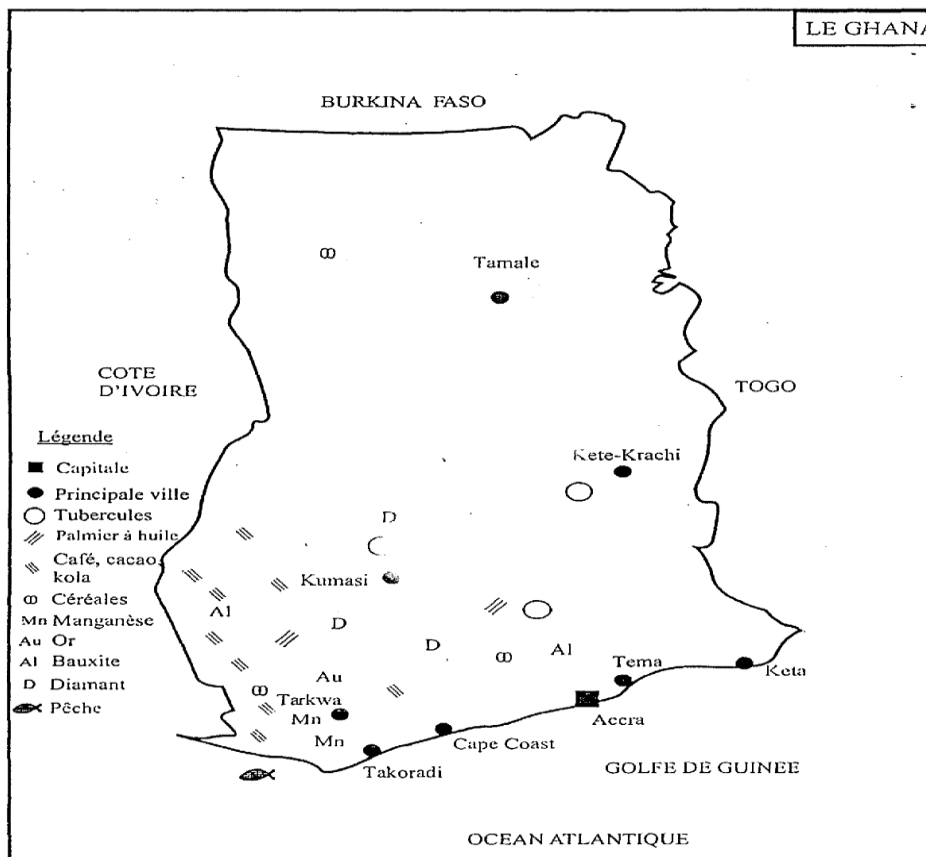 LE GHANA
BURKINA FASO
Tamale
COTE
D'IVOIRE
TOGO
Légende
Capitale
Principale ville
Tubercules
Palmier à huile
Café, cacao,
kola
Céréales
Mn Manganèse
Au Or
Al Bauxite
D Diamant
Pêche
Kete-Krachi
D
Kumasi
Al
D
D
Al
Au
Tema
Keta
Tarkwa
Mn
Mn
Accra
Cape Coast
Takoradi
GOLFE DE GUINEE
OCEAN ATLANTIQUE